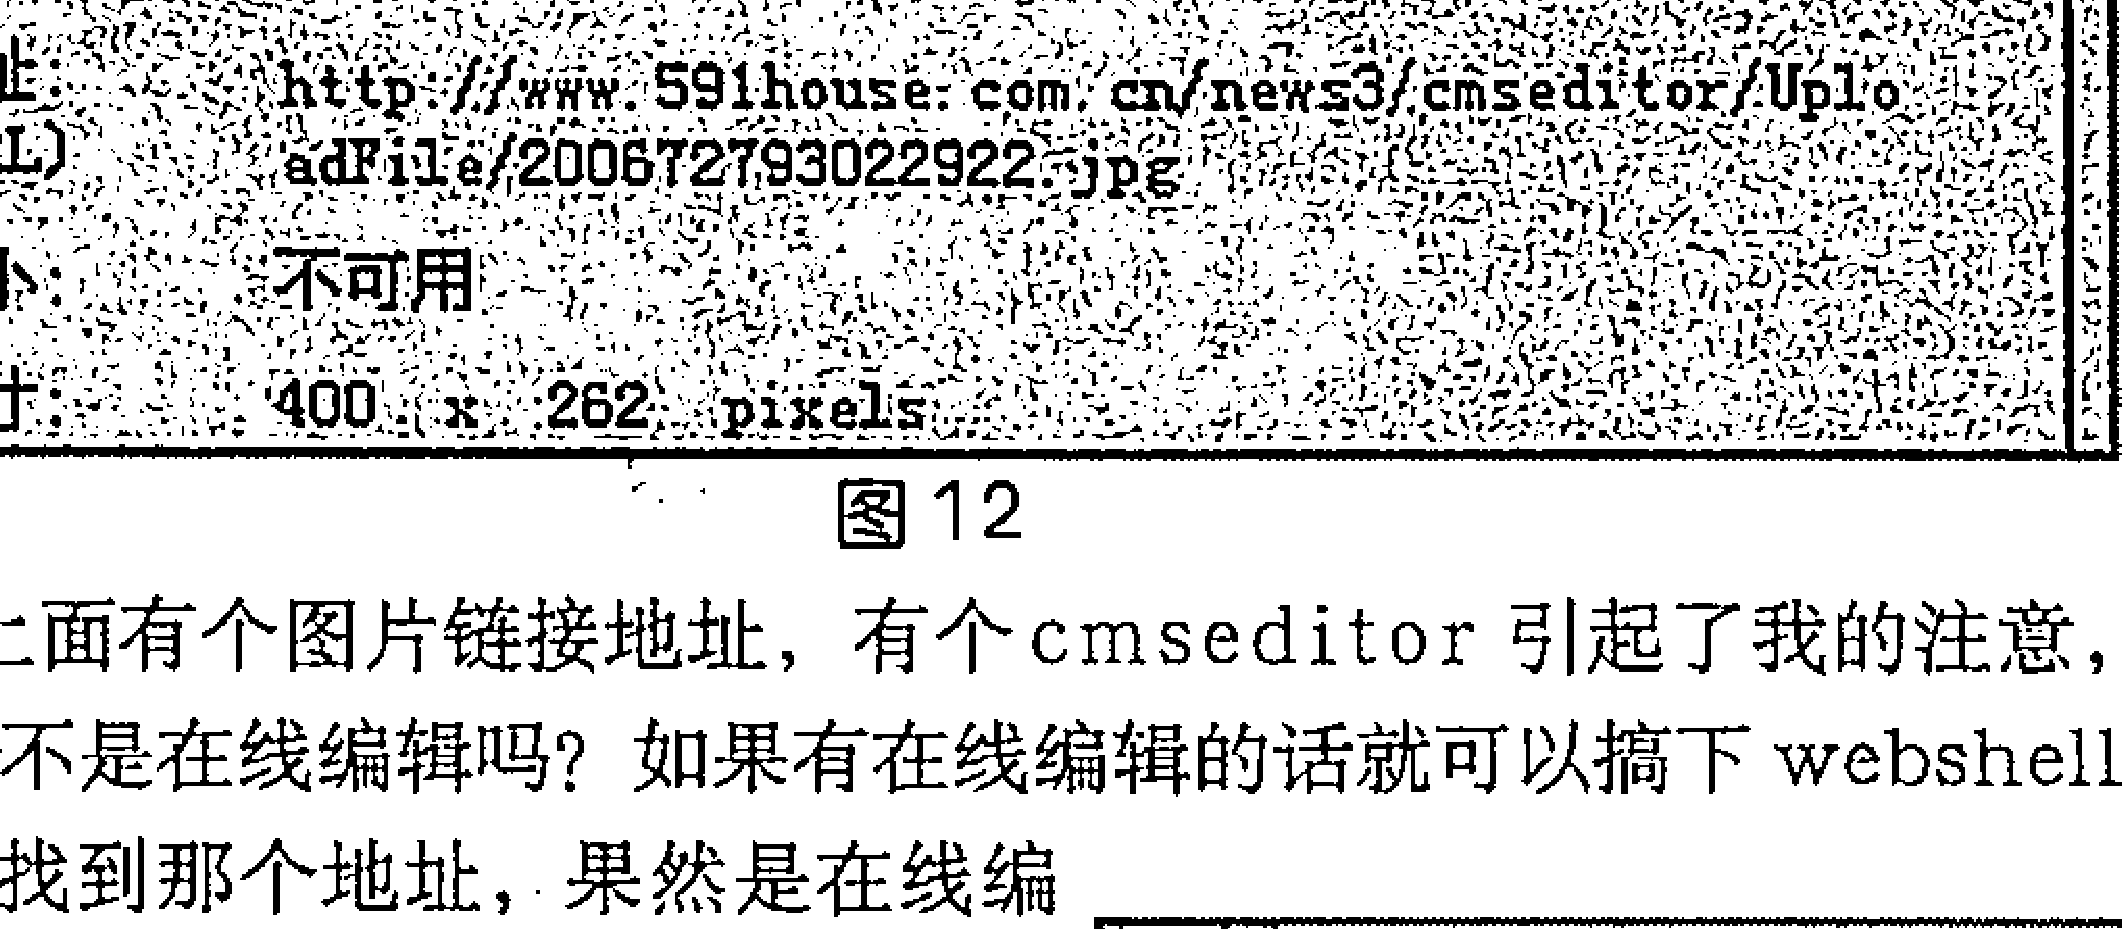 址: http://www.591house.com.cn/news3/cmseditor/Uplo
L) adFile/200672793022922.jpg
不可用
寸: 400 x 262 pixels
图12
上面有个图片链接地址，有个cmseditor引起了我的注意，
不是在线编辑吗？如果有在线编辑的话就可以搞下webshell
找到那个地址，果然是在线编